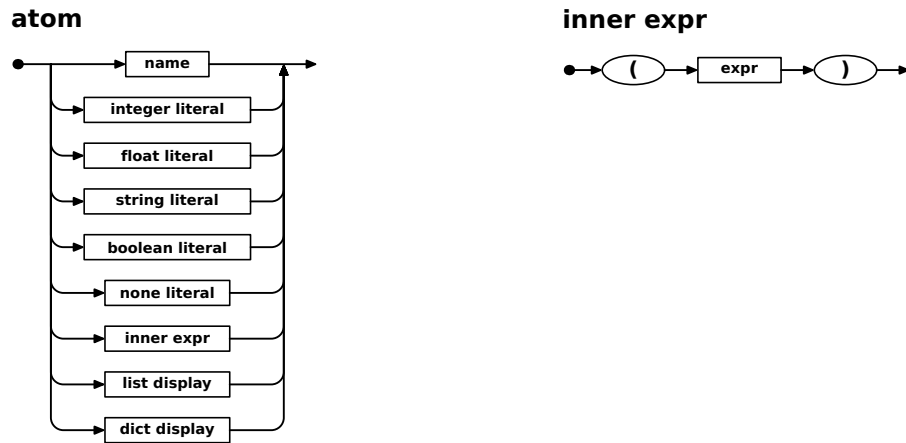 atom
name
integer literal
float literal
string literal
boolean literal
none literal
inner expr
list display
dict display
inner expr
( expr )